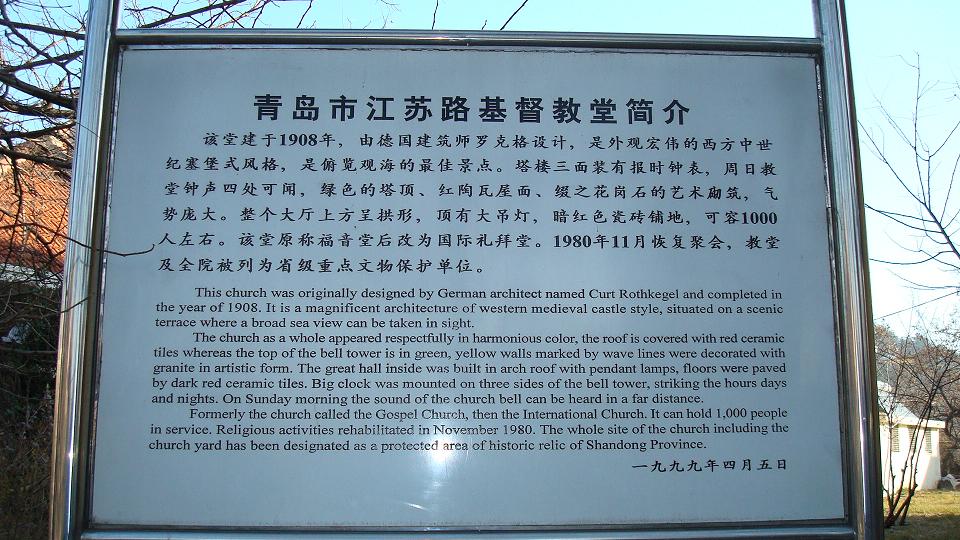 青岛市江苏路基督教堂简介
该堂建于1908年，由德国建筑师罗克格设计，是外观宏伟的西方中世
纪塞堡式风格，是俯览观海的最佳景点。塔楼三面装有报时钟表，周日教
堂钟声四处可闻，绿色的塔顶、红陶瓦屋面、缀之花岗石的艺术砌筑，气
势庞大。整个大厅上方呈拱形，顶有大吊灯，暗红色瓷砖铺地，可容1000
人左右。该堂原称福音堂后改为国际礼拜堂。1980年11月恢复聚会，教堂
及全院被列为省级重点文物保护单位。
This church was originally designed by German architect named Curt Rothkegel and completed in
the year of 1908. It is a magnificent architecture of western medieval castle style, situated on a scenic
terrace where a broad sea view can be taken in sight.
The church as a whole appeared respectfully in harmonious color, the roof is covered with red ceramic
tiles whereas the top of the bell tower is in green, yellow walls marked by wave lines were decorated with
granite in artistic form. The great hall inside was built in arch roof with pendant lamps, floors were paved
by dark red ceramic tiles. Big clock was mounted on three sides of the bell tower, striking the hours days
and nights. On Sunday morning the sound of the church bell can be heard in a far distance.
Formerly the church called the Gospel Church, then the International Church. It can hold 1,000 people
in service. Religious activities rehabilitated in November 1980. The whole site of the church including the
church yard has been designated as a protected area of historic relic of Shandong Province.
一九九九年四月五日